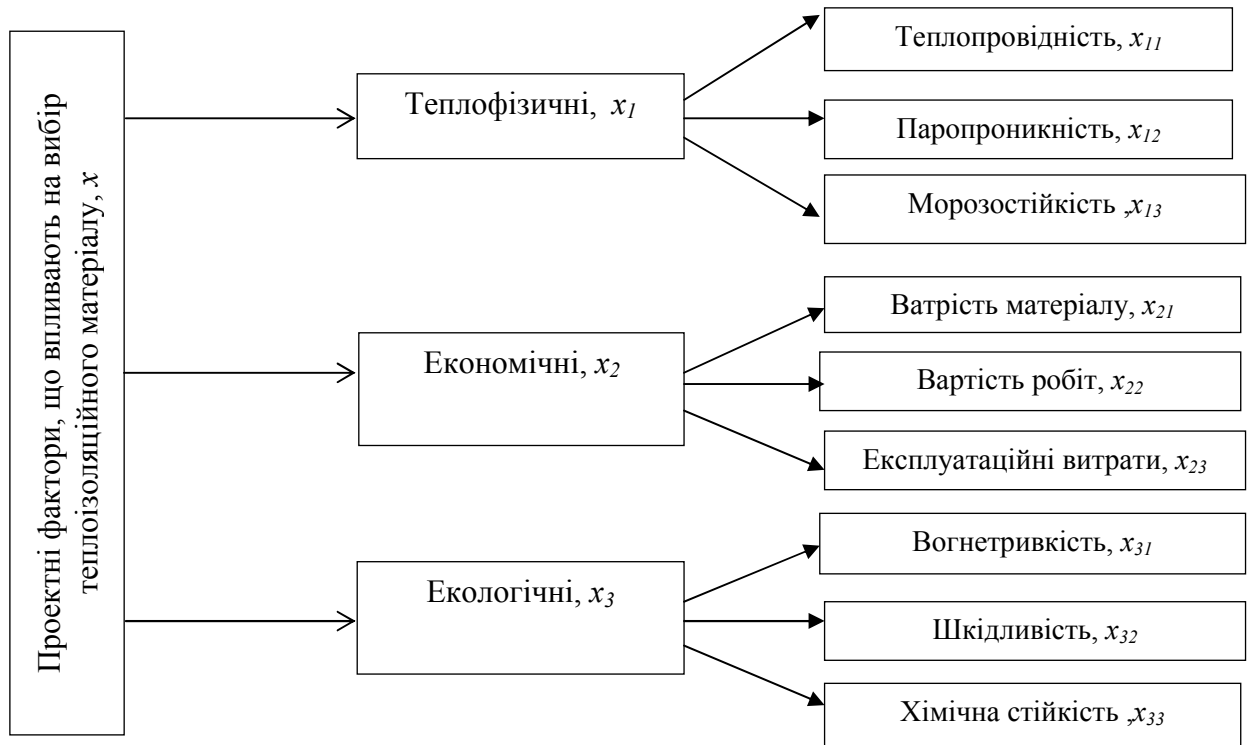 Проектні фактори, що впливають на вибір
теплоізоляційного матеріалу, x
Теплофізичні, x1
Теплопровідність, x11
Паропроникність, x12
Морозостійкість ,x13
Економічні, x2
Ватрість матеріалу, x21
Вартість робіт, x22
Експлуатаційні витрати, x23
Екологічні, x3
Вогнетривкість, x31
Шкідливість, x32
Хімічна стійкість ,x33